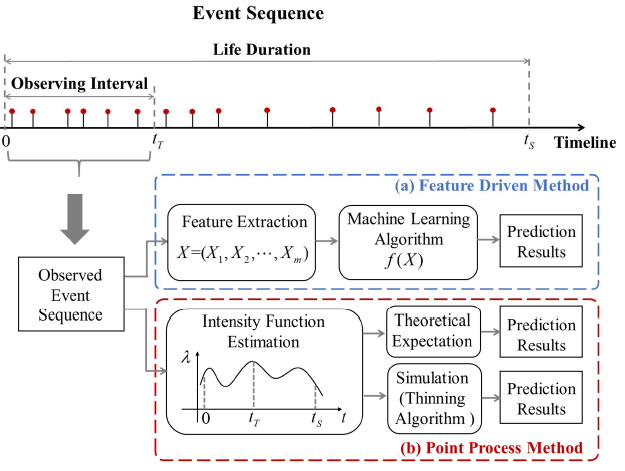 Event Sequence
Life Duration
Observing Interval
0
t_T
t_S
Timeline
(a) Feature Driven Method
Feature Extraction
X=(X_1, X_2, ⋯, X_m)
Machine Learning
Algorithm
f(X)
Prediction
Results
Observed
Event
Sequence
Intensity Function
Estimation
λ
0
t_T
t_S
t
Theoretical
Expectation
Prediction
Results
Simulation
(Thinning
Algorithm )
Prediction
Results
(b) Point Process Method